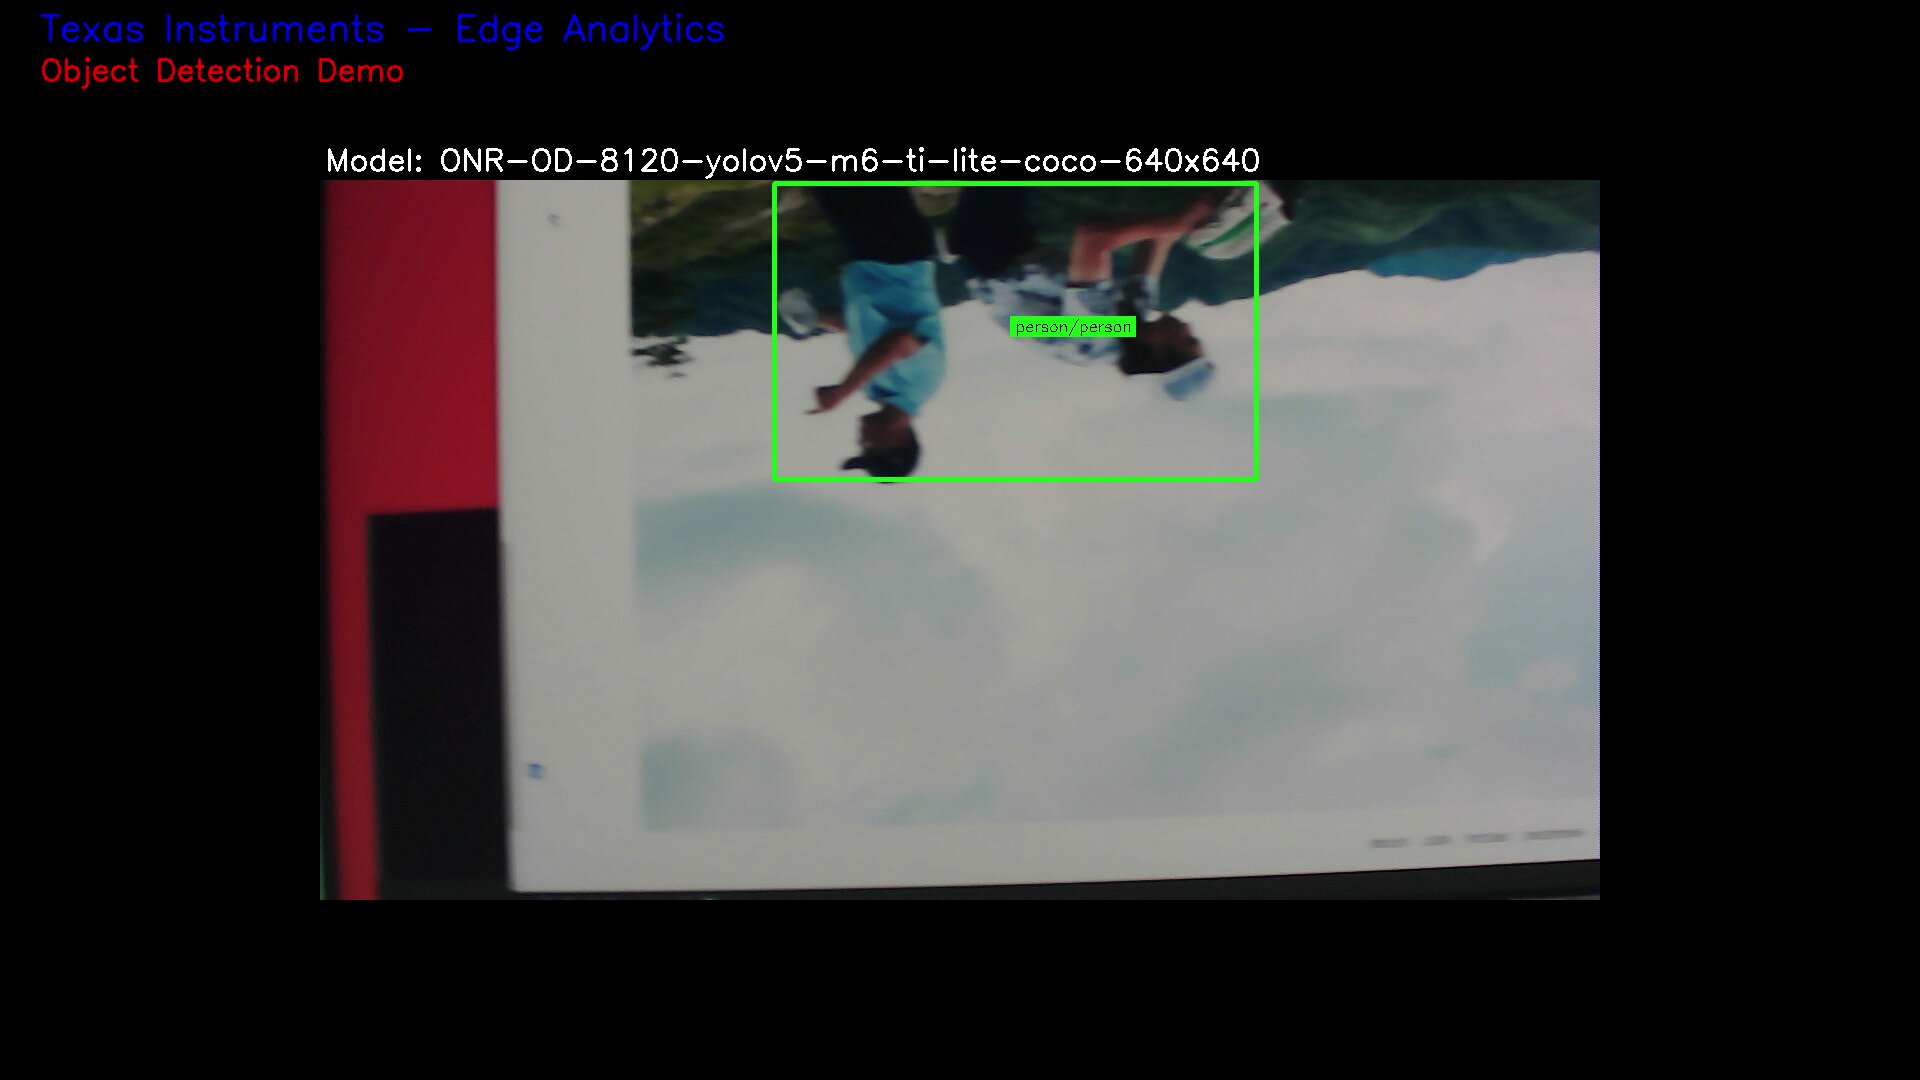 Texas Instruments - Edge Analytics
Object Detection Demo
Model: ONR-OD-8120-yolov5-m6-ti-lite-coco-640x640
person/person